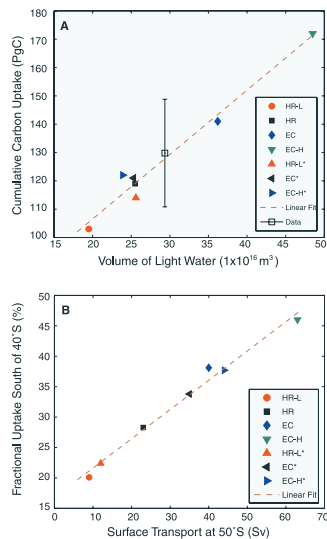 A
Cumulative Carbon Uptake (PgC)
180
170
160
150
140
130
120
110
100
15 20 25 30 35 40 45 50
Volume of Light Water (1x10¹⁶ m³)
HR-L
HR
EC
EC-H
HR-L*
EC*
EC-H*
Linear Fit
Data
B
Fractional Uptake South of 40˚S (%)
50
45
40
35
30
25
20
15
0 10 20 30 40 50 60 70
Surface Transport at 50˚S (Sv)
HR-L
HR
EC
EC-H
HR-L*
EC*
EC-H*
Linear Fit